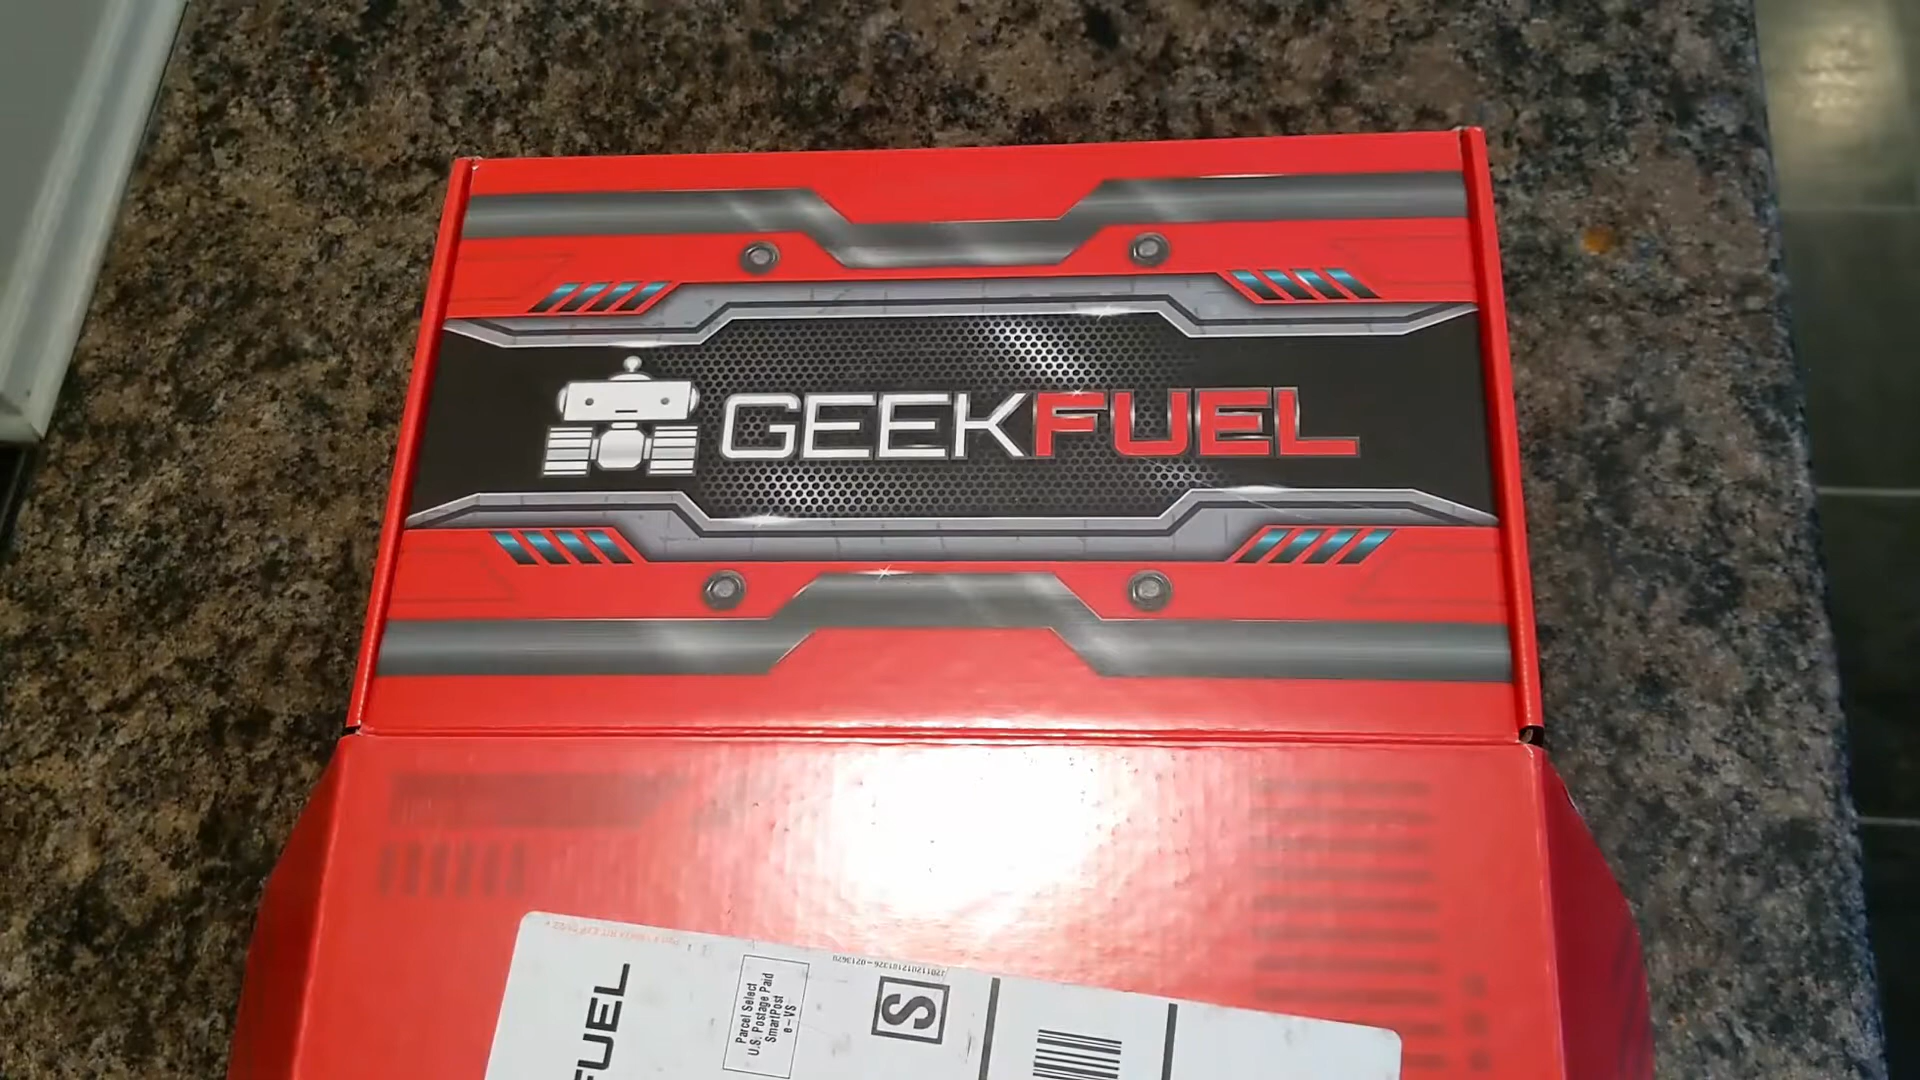 GEEKFUEL
FUEL
Parcel Select
U.S. Postage Paid
SmartPost
e-VS
S